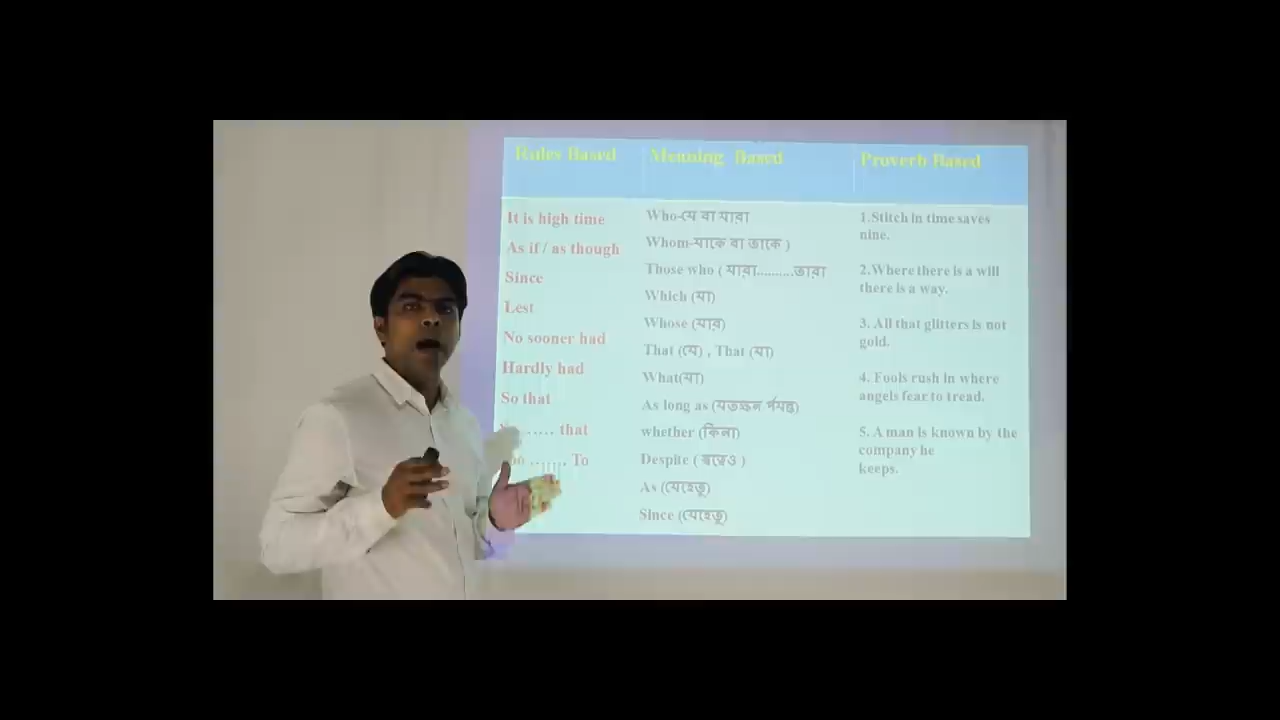 Rules Based
Meaning Based
Proverb Based
It is high time
As if / as though
Since
Lest
No sooner had
Hardly had
So that
...... that
....... To
Who-যে বা যারা
Whom-যাকে বা তাকে )
Those who ( যারা..........তারা
Which (যা)
Whose (যার)
That (যে) , That (যা)
What(যা)
As long as (যতক্ষন র্পযন্ত)
whether (কিনা)
Despite ( স্বত্তেও )
As (যেহেতু)
Since (যেহেতু)
1.Stitch in time saves
nine.
2.Where there is a will
there is a way.
3. All that glitters is not
gold.
4. Fools rush in where
angels fear to tread.
5. A man is known by the
company he
keeps.